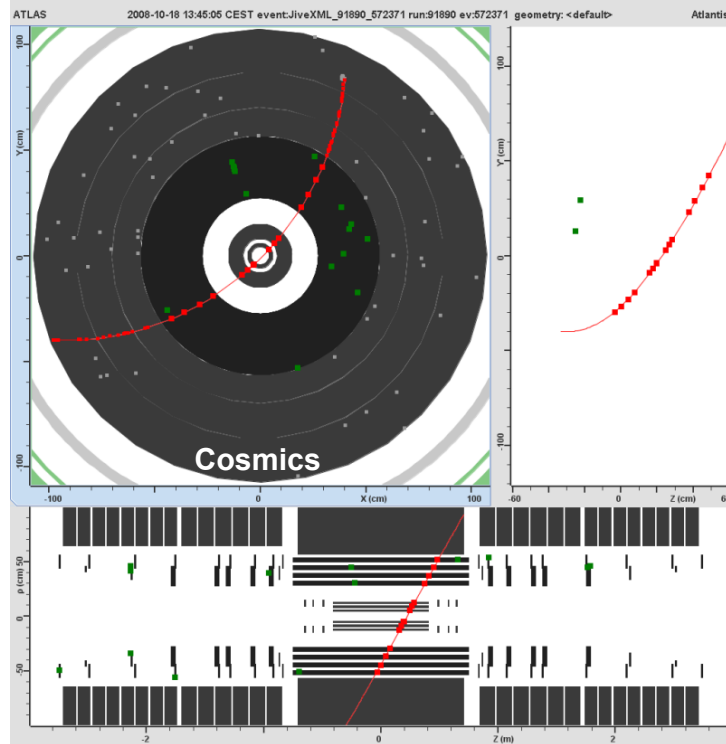 ATLAS 2008-10-18 13:45:05 CEST event:JiveXML_91890_572371 run:91890 ev:572371 geometry: <default> Atlantis
100
Y (cm)
0
-100
Cosmics
-100 0 X (cm) 100
100
Y' (cm)
0
-100
-60 0 Z (cm) 6
ρ (cm)
50
0
-50
-2 0 Z (m) 2